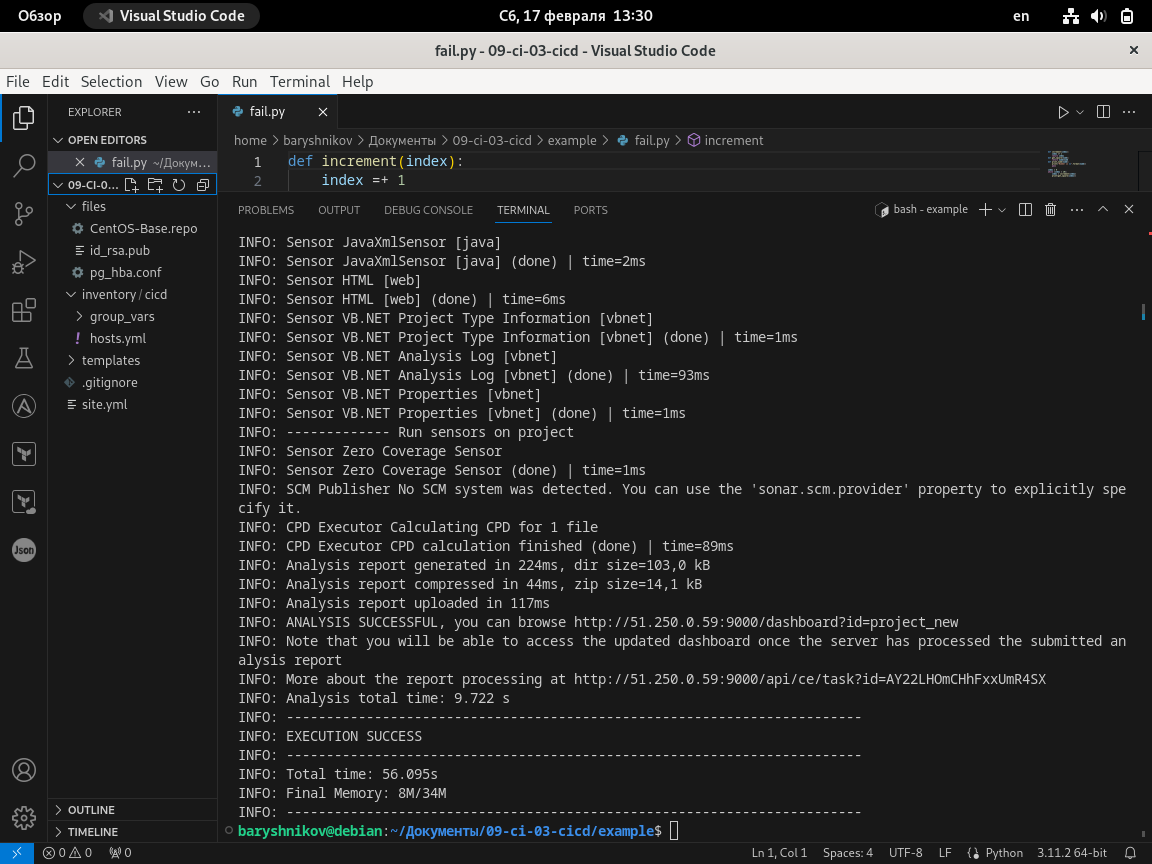 Обзор
Visual Studio Code
Сб, 17 февраля 13:30
en
fail.py - 09-ci-03-cicd - Visual Studio Code
File Edit Selection View Go Run Terminal Help
EXPLORER
OPEN EDITORS
fail.py ~/Докум...
09-CI-0...
files
CentOS-Base.repo
id_rsa.pub
pg_hba.conf
inventory / cicd
group_vars
hosts.yml
templates
.gitignore
site.yml
Json
OUTLINE
TIMELINE
fail.py
home > baryshnikov > Документы > 09-ci-03-cicd > example > fail.py > increment
1 def increment(index):
2 index =+ 1
PROBLEMS OUTPUT DEBUG CONSOLE TERMINAL PORTS
bash - example
INFO: Sensor JavaXmlSensor [java]
INFO: Sensor JavaXmlSensor [java] (done) | time=2ms
INFO: Sensor HTML [web]
INFO: Sensor HTML [web] (done) | time=6ms
INFO: Sensor VB.NET Project Type Information [vbnet]
INFO: Sensor VB.NET Project Type Information [vbnet] (done) | time=1ms
INFO: Sensor VB.NET Analysis Log [vbnet]
INFO: Sensor VB.NET Analysis Log [vbnet] (done) | time=93ms
INFO: Sensor VB.NET Properties [vbnet]
INFO: Sensor VB.NET Properties [vbnet] (done) | time=1ms
INFO: ------------- Run sensors on project
INFO: Sensor Zero Coverage Sensor
INFO: Sensor Zero Coverage Sensor (done) | time=1ms
INFO: SCM Publisher No SCM system was detected. You can use the 'sonar.scm.provider' property to explicitly spe
cify it.
INFO: CPD Executor Calculating CPD for 1 file
INFO: CPD Executor CPD calculation finished (done) | time=89ms
INFO: Analysis report generated in 224ms, dir size=103,0 kB
INFO: Analysis report compressed in 44ms, zip size=14,1 kB
INFO: Analysis report uploaded in 117ms
INFO: ANALYSIS SUCCESSFUL, you can browse http://51.250.0.59:9000/dashboard?id=project_new
INFO: Note that you will be able to access the updated dashboard once the server has processed the submitted an
alysis report
INFO: More about the report processing at http://51.250.0.59:9000/api/ce/task?id=AY22LHOmCHhFxxUmR4SX
INFO: Analysis total time: 9.722 s
INFO: ------------------------------------------------------------------------
INFO: EXECUTION SUCCESS
INFO: ------------------------------------------------------------------------
INFO: Total time: 56.095s
INFO: Final Memory: 8M/34M
INFO: ------------------------------------------------------------------------
baryshnikov@debian:~/Документы/09-ci-03-cicd/example$
0 0 0
Ln 1, Col 1 Spaces: 4 UTF-8 LF Python 3.11.2 64-bit